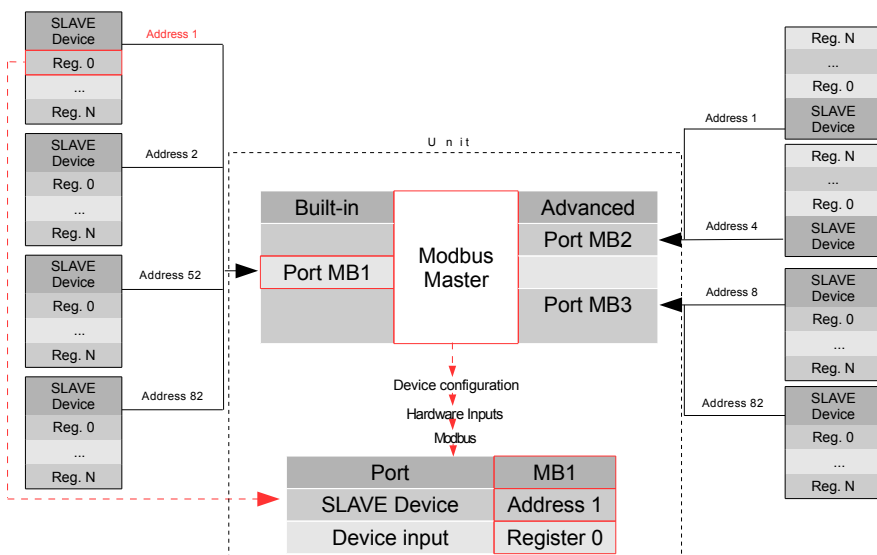 SLAVE
Device
Reg. 0
...
Reg. N
Address 1
SLAVE
Device
Reg. 0
...
Reg. N
Address 2
SLAVE
Device
Reg. 0
...
Reg. N
Address 52
SLAVE
Device
Reg. 0
...
Reg. N
Address 82
Unit
Built-in
Port MB1
Modbus
Master
Advanced
Port MB2
Port MB3
Device configuration
Hardware Inputs
Modbus
Port MB1
SLAVE Device Address 1
Device input Register 0
Address 1
Reg. N
...
Reg. 0
SLAVE
Device
Address 4
Reg. N
...
Reg. 0
SLAVE
Device
Address 8
SLAVE
Device
Reg. 0
...
Reg. N
Address 82
SLAVE
Device
Reg. 0
...
Reg. N